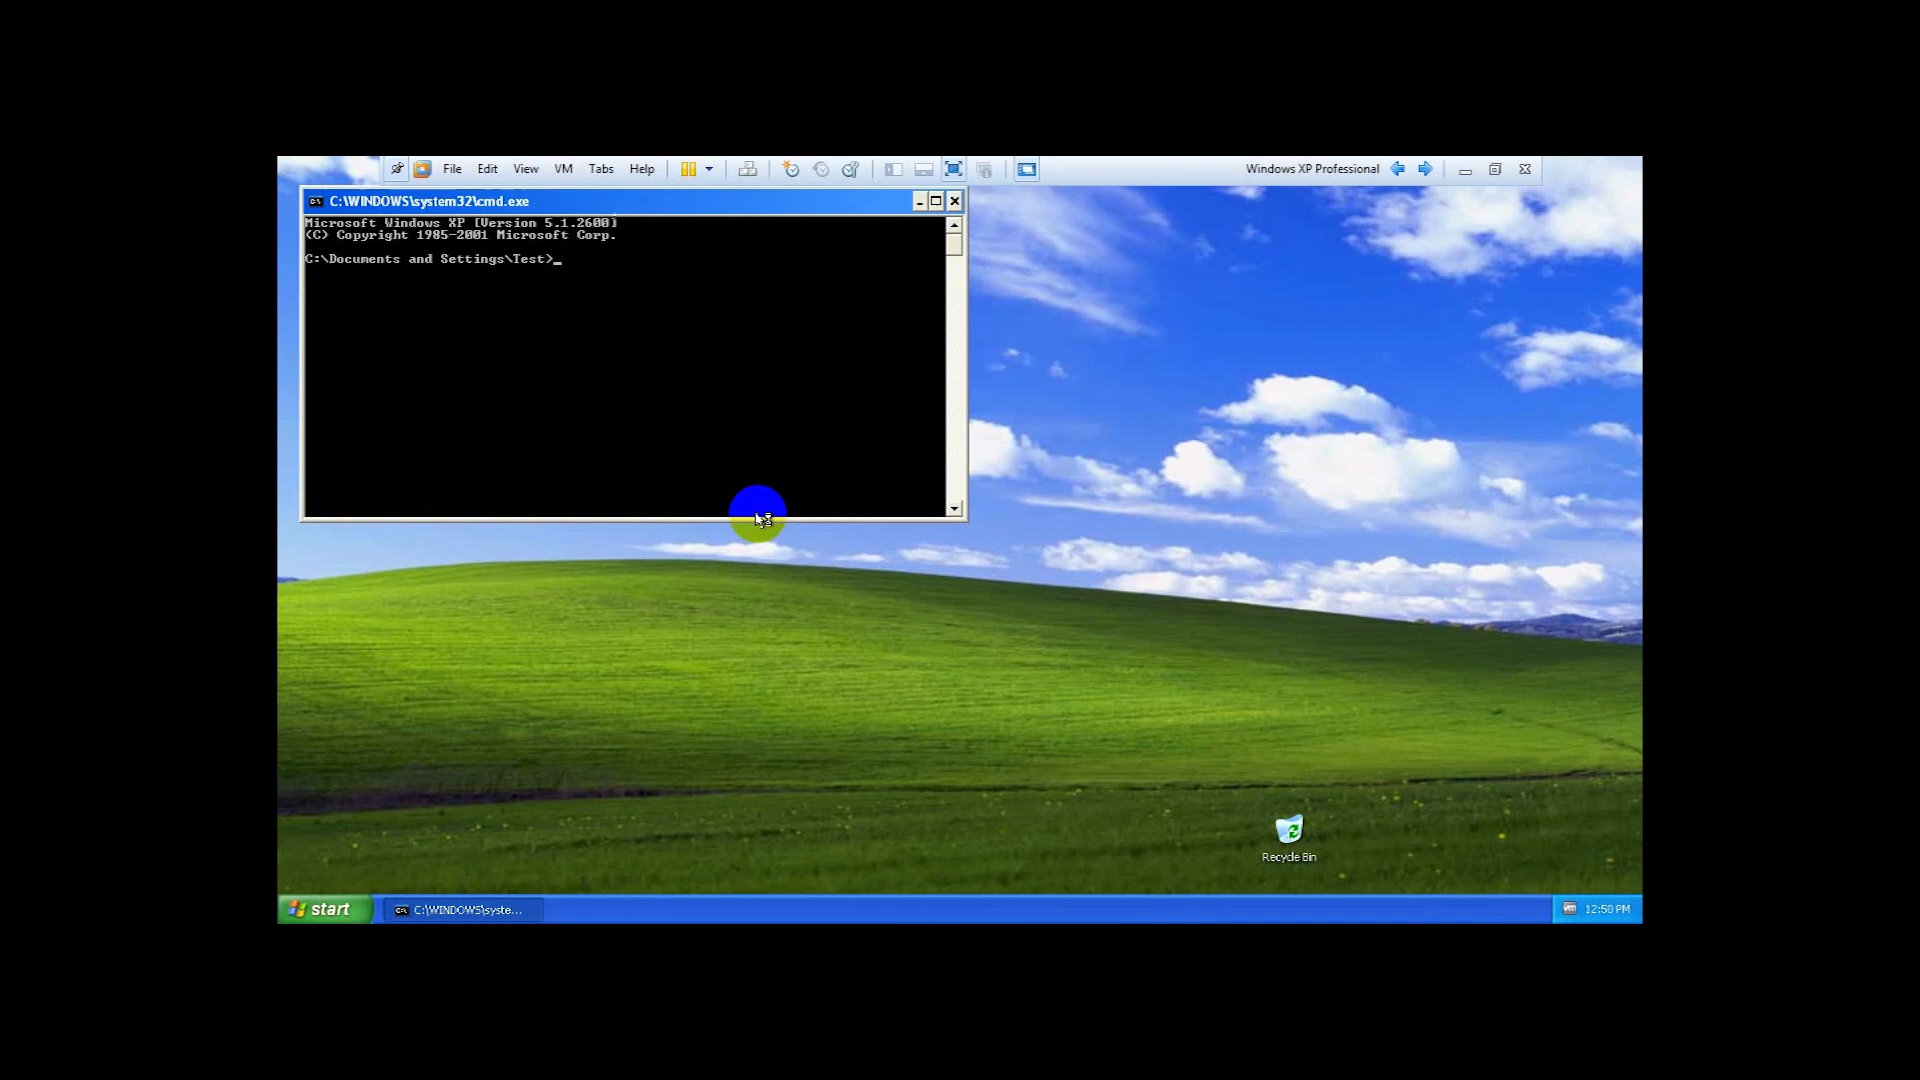 File Edit View VM Tabs Help
Windows XP Professional
C:\WINDOWS\system32\cmd.exe
Microsoft Windows XP [Version 5.1.2600]
(C) Copyright 1985-2001 Microsoft Corp.
C:\Documents and Settings\Test>_
Recycle Bin
start
C:\WINDOWS\syste...
12:50 PM